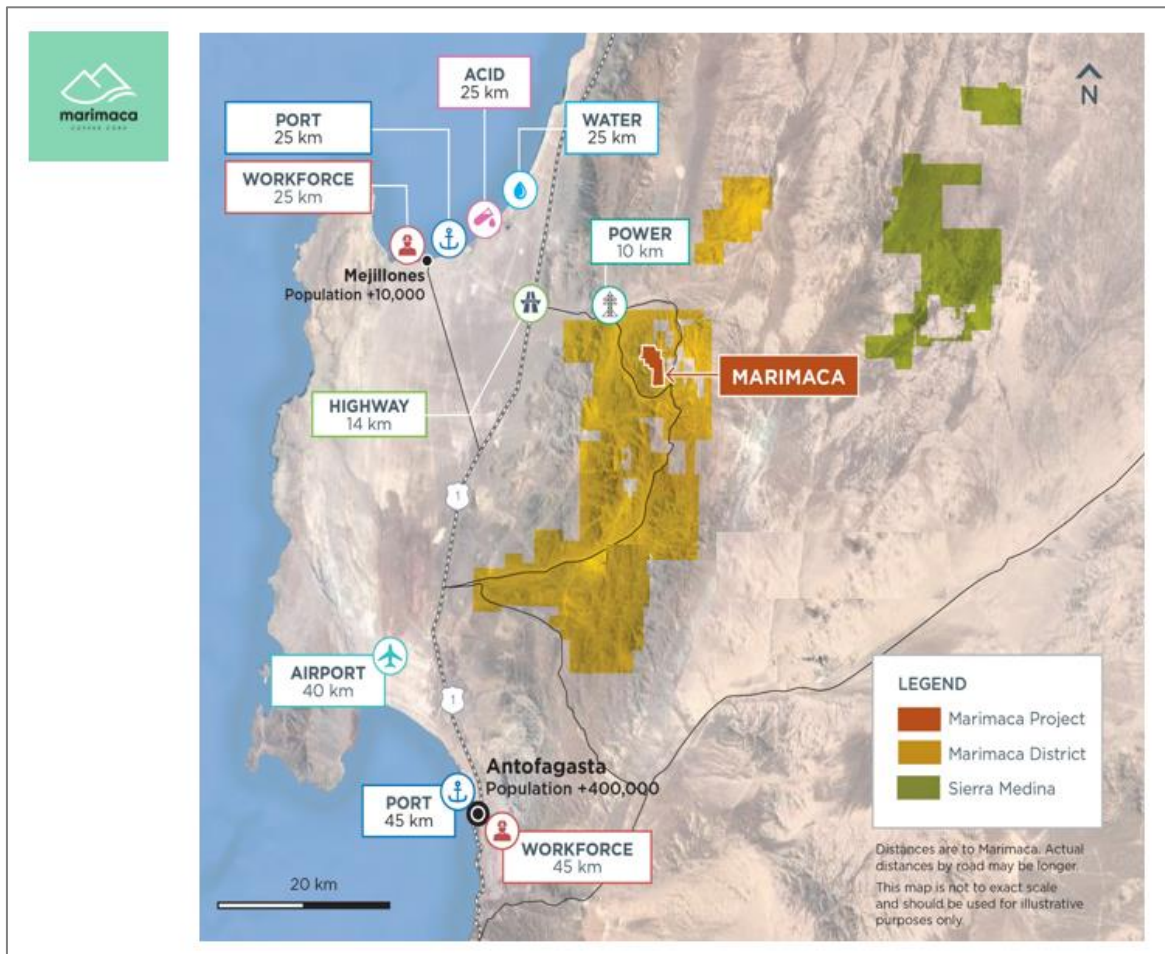 marimaca
COPPER CORP
ACID
25 km
PORT
25 km
WATER
25 km
N
WORKFORCE
25 km
POWER
10 km
Mejillones
Population +10,000
MARIMACA
HIGHWAY
14 km
1
AIRPORT
40 km
1
LEGEND
Marimaca Project
Marimaca District
Sierra Medina
Antofagasta
Population +400,000
PORT
45 km
WORKFORCE
45 km
20 km
Distances are to Marimaca. Actual
distances by road may be longer.
This map is not to exact scale
and should be used for illustrative
purposes only.